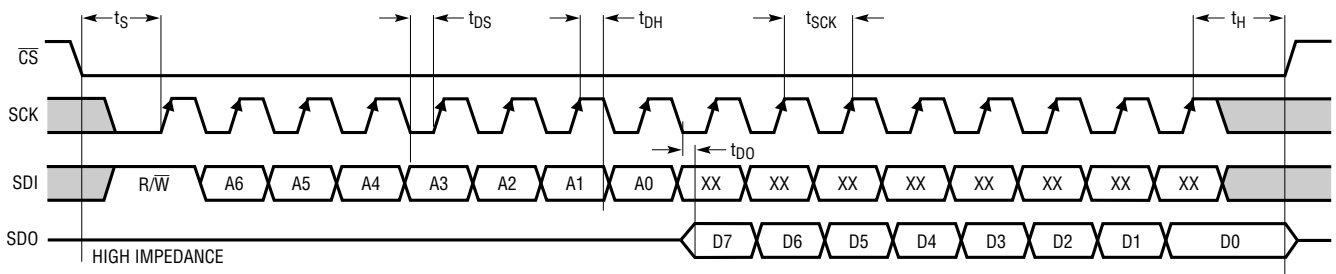 tS tDS tDH tSCK tH
CS
SCK
tDO
SDI R/W A6 A5 A4 A3 A2 A1 A0 XX XX XX XX XX XX XX XX
SDO D7 D6 D5 D4 D3 D2 D1 D0
HIGH IMPEDANCE